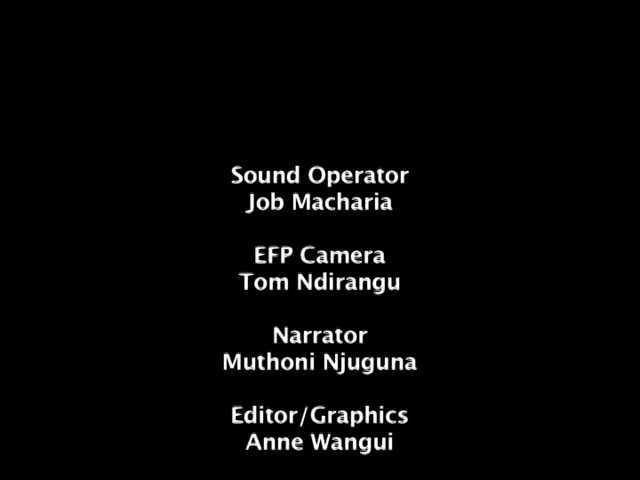 Sound Operator
Job Macharia
EFP Camera
Tom Ndirangu
Narrator
Muthoni Njuguna
Editor/Graphics
Anne Wangui